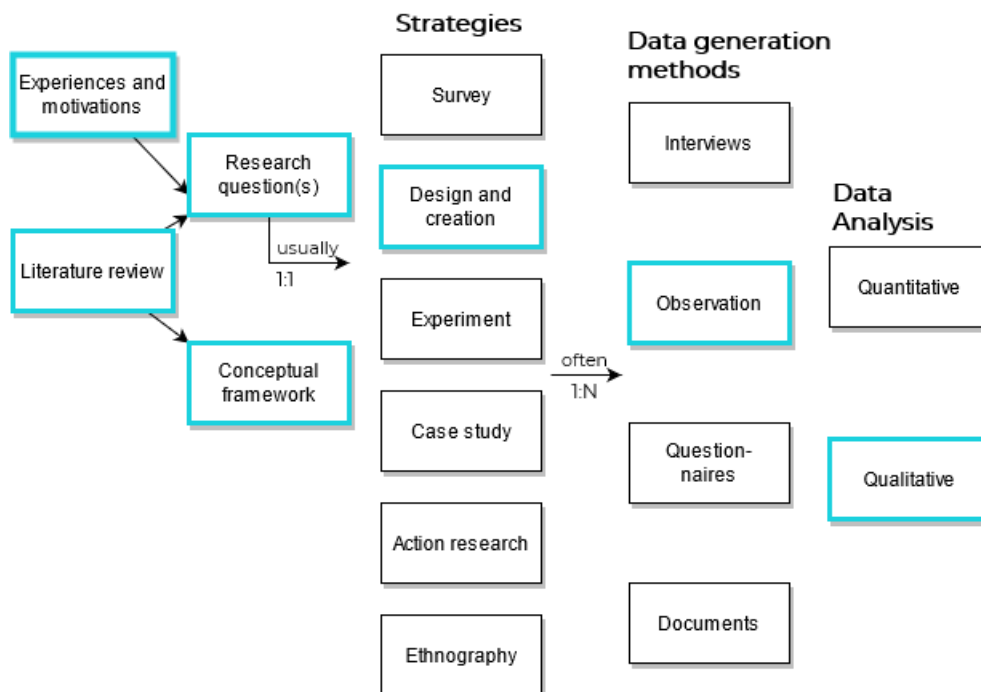 Strategies
Data generation
methods
Experiences and
motivations
Survey
Research
question(s)
Interviews
Design and
creation
Data
Analysis
usually
1:1
Literature review
Quantitative
Observation
Experiment
Conceptual
framework
often
1:N
Case study
Question-
naires
Qualitative
Action research
Documents
Ethnography